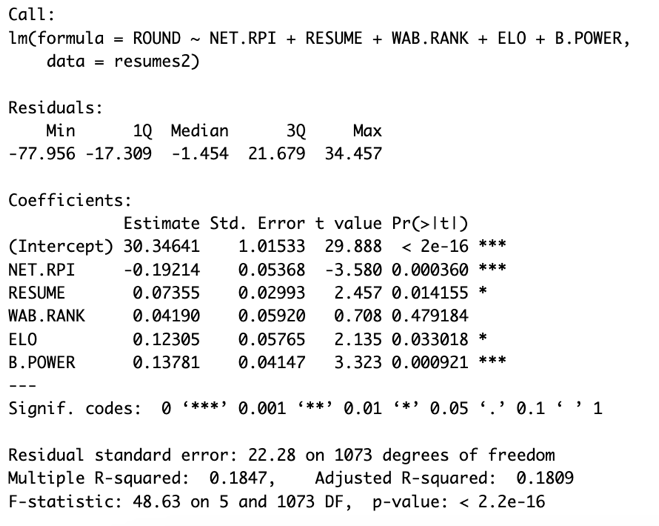 Call:
lm(formula = ROUND ~ NET.RPI + RESUME + WAB.RANK + ELO + B.POWER,
    data = resumes2)

Residuals:
    Min      1Q  Median      3Q     Max
-77.956 -17.309  -1.454  21.679  34.457

Coefficients:
            Estimate Std. Error t value Pr(>|t|)
(Intercept) 30.34641    1.01533  29.888  < 2e-16 ***
NET.RPI     -0.19214    0.05368  -3.580 0.000360 ***
RESUME       0.07355    0.02993   2.457 0.014155 *
WAB.RANK     0.04190    0.05920   0.708 0.479184
ELO          0.12305    0.05765   2.135 0.033018 *
B.POWER      0.13781    0.04147   3.323 0.000921 ***
---
Signif. codes:  0 ‘***’ 0.001 ‘**’ 0.01 ‘*’ 0.05 ‘.’ 0.1 ‘ ’ 1

Residual standard error: 22.28 on 1073 degrees of freedom
Multiple R-squared:  0.1847,    Adjusted R-squared:  0.1809
F-statistic: 48.63 on 5 and 1073 DF,  p-value: < 2.2e-16